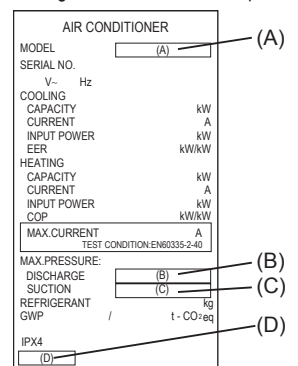 AIR CONDITIONER
MODEL (A) (A)
SERIAL NO.
V~ Hz
COOLING
CAPACITY kW
CURRENT A
INPUT POWER kW
EER kW/kW
HEATING
CAPACITY kW
CURRENT A
INPUT POWER kW
COP kW/kW
MAX.CURRENT A
TEST CONDITION:EN60335-2-40
MAX.PRESSURE:
DISCHARGE (B) (B)
SUCTION (C) (C)
REFRIGERANT kg
GWP / t - CO2eq
(D)
IPX4
(D)